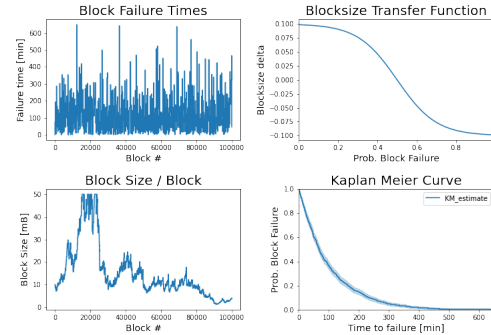 Block Failure Times
Failure time [min]
600
500
400
300
200
100
0
0 20000 40000 60000 80000 100000
Block #
Blocksize Transfer Function
Blocksize delta
0.100
0.075
0.050
0.025
0.000
−0.025
−0.050
−0.075
−0.100
0.0 0.2 0.4 0.6 0.8
Prob. Block Failure
Block Size / Block
Block Size [mB]
50
40
30
20
10
0
0 20000 40000 60000 80000 100000
Block #
Kaplan Meier Curve
Prob. Block Failure
1.0
0.8
0.6
0.4
0.2
0.0
KM_estimate
0 100 200 300 400 500 600
Time to failure [min]